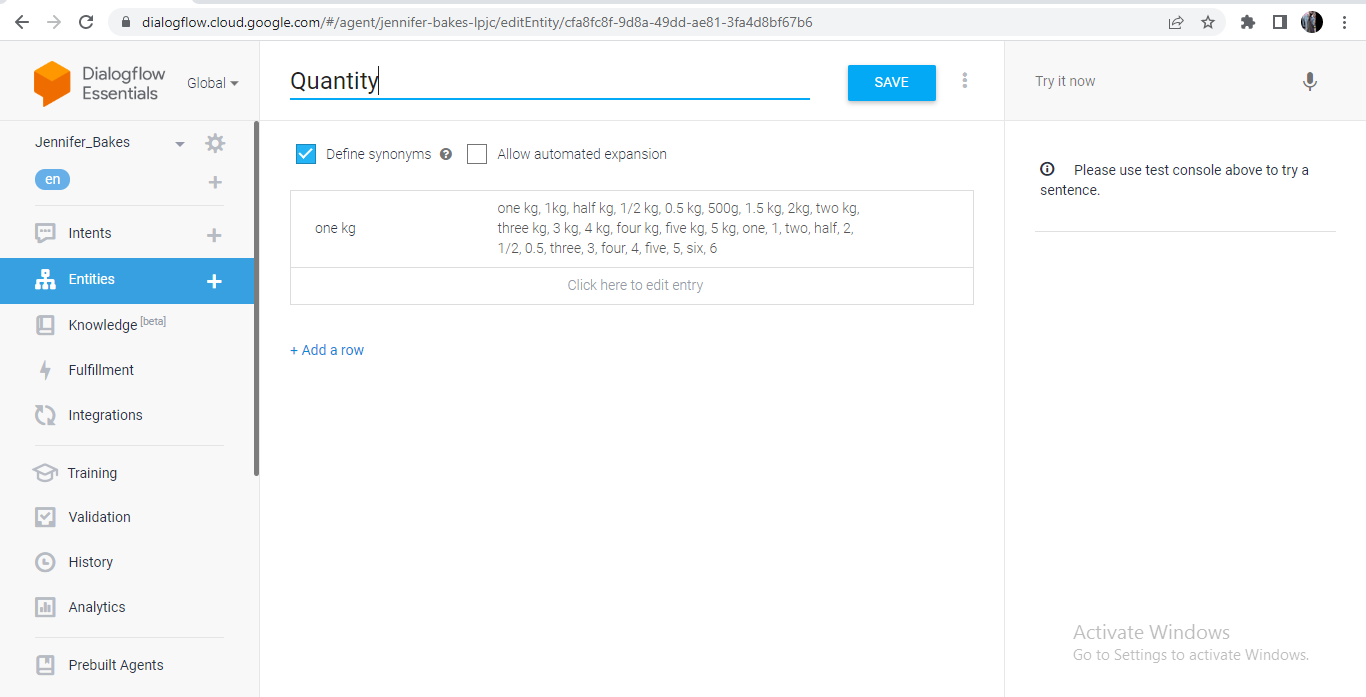 dialogflow.cloud.google.com/#/agent/jennifer-bakes-lpjc/editEntity/cfa8fc8f-9d8a-49dd-ae81-3fa4d8bf67b6
Dialogflow
Essentials
Global
Quantity
SAVE
Try it now
Jennifer_Bakes
en
Intents
Entities
Knowledge [beta]
Fulfillment
Integrations
Training
Validation
History
Analytics
Prebuilt Agents
Define synonyms
Allow automated expansion
one kg
one kg, 1kg, half kg, 1/2 kg, 0.5 kg, 500g, 1.5 kg, 2kg, two kg,
three kg, 3 kg, 4 kg, four kg, five kg, 5 kg, one, 1, two, half, 2,
1/2, 0.5, three, 3, four, 4, five, 5, six, 6
Click here to edit entry
+ Add a row
Please use test console above to try a
sentence.
Activate Windows
Go to Settings to activate Windows.